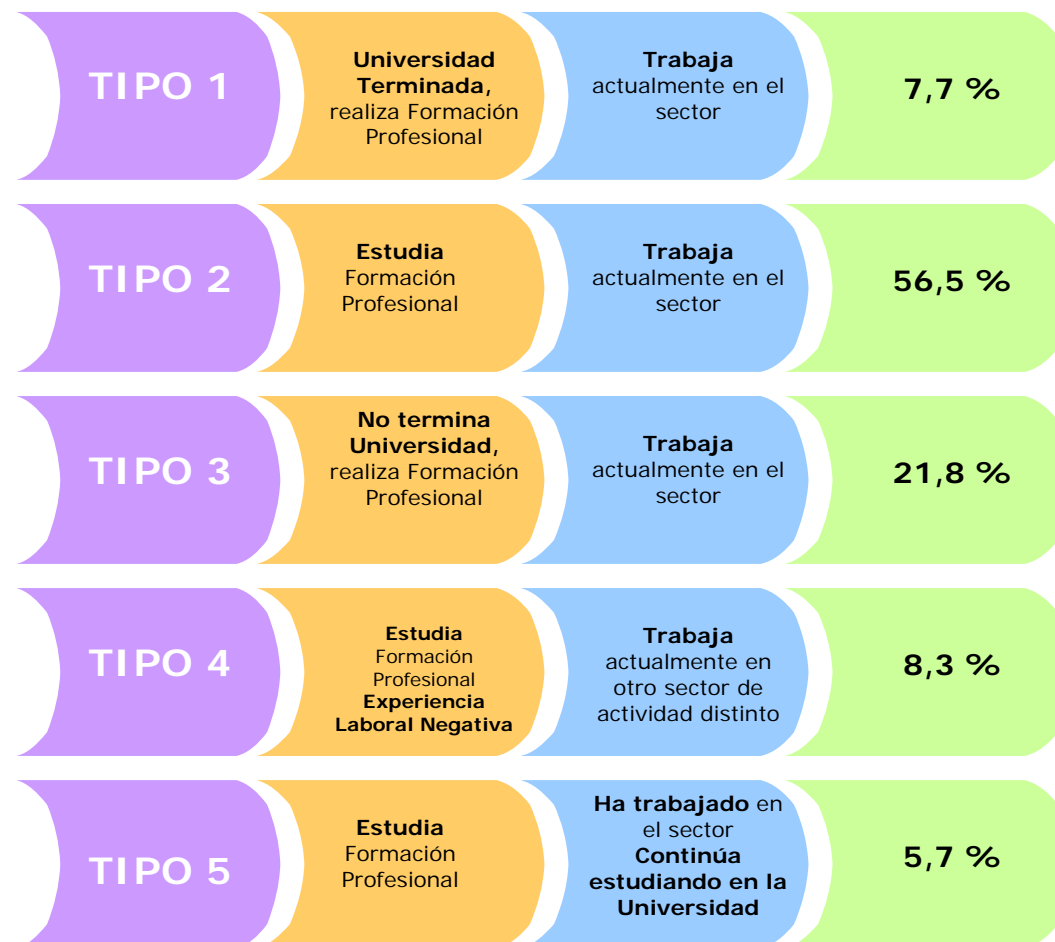 TIPO 1
Universidad
Terminada,
realiza Formación
Profesional
Trabaja
actualmente en el
sector
7,7 %
TIPO 2
Estudia
Formación
Profesional
Trabaja
actualmente en el
sector
56,5 %
TIPO 3
No termina
Universidad,
realiza Formación
Profesional
Trabaja
actualmente en el
sector
21,8 %
TIPO 4
Estudia
Formación
Profesional
Experiencia
Laboral Negativa
Trabaja
actualmente en
otro sector de
actividad distinto
8,3 %
TIPO 5
Estudia
Formación
Profesional
Ha trabajado en
el sector
Continúa
estudiando en la
Universidad
5,7 %